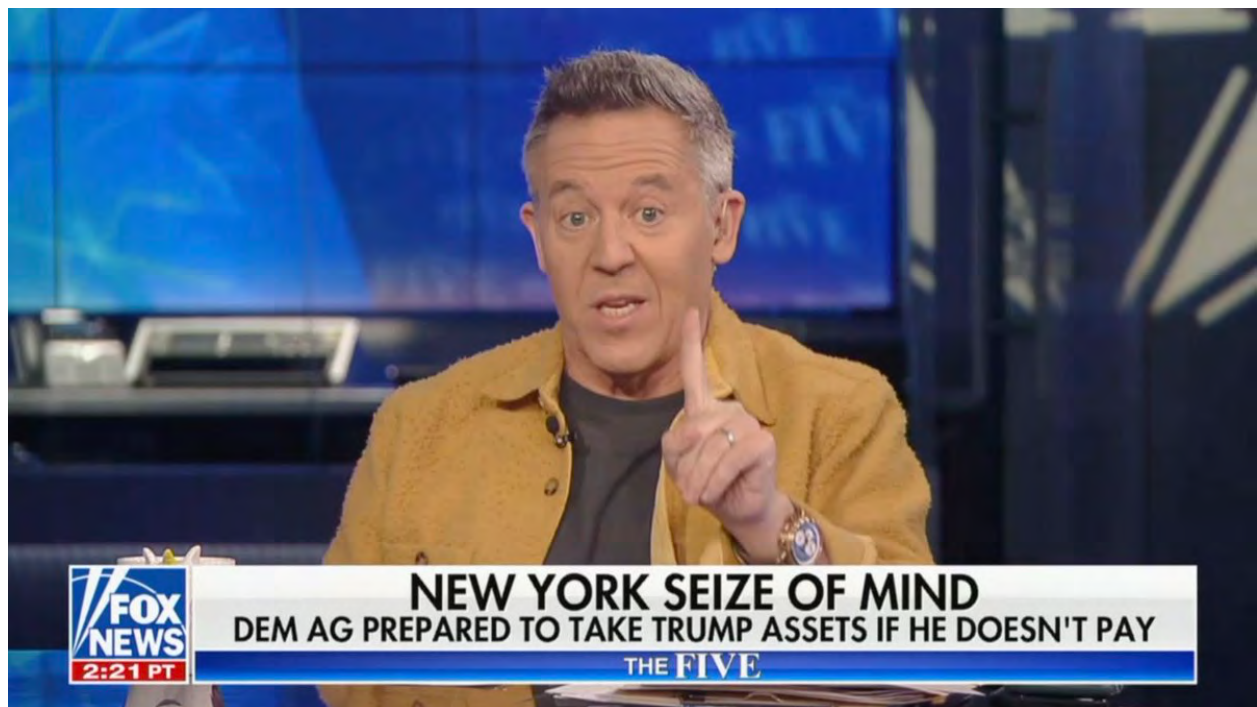 NEW YORK SEIZE OF MIND
FOX
NEWS
DEM AG PREPARED TO TAKE TRUMP ASSETS IF HE DOESN'T PAY
2:21 PT
THE FIVE